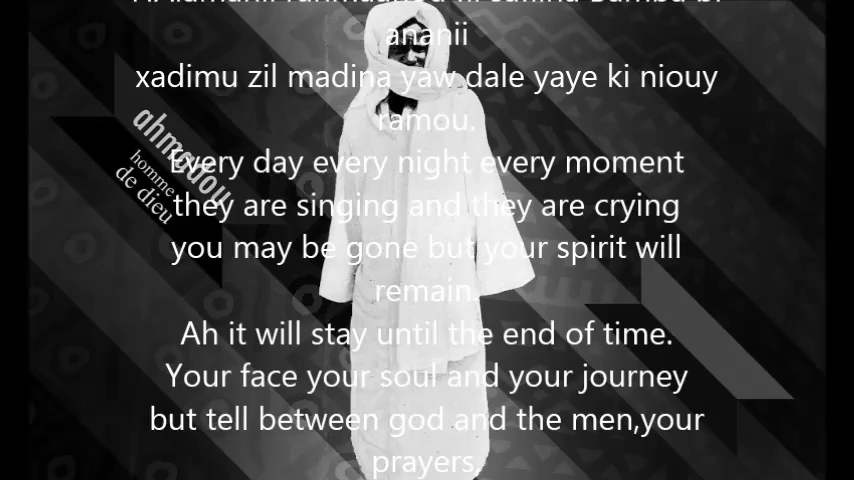 ananii
xadimu zil madina yaw dale yaye ki niouy
ramou.
Every day every night every moment
they are singing and they are crying
you may be gone but your spirit will
remain.
Ah it will stay until the end of time.
Your face your soul and your journey
but tell between god and the men,your
prayers,
ahmadou
homme
de dieu